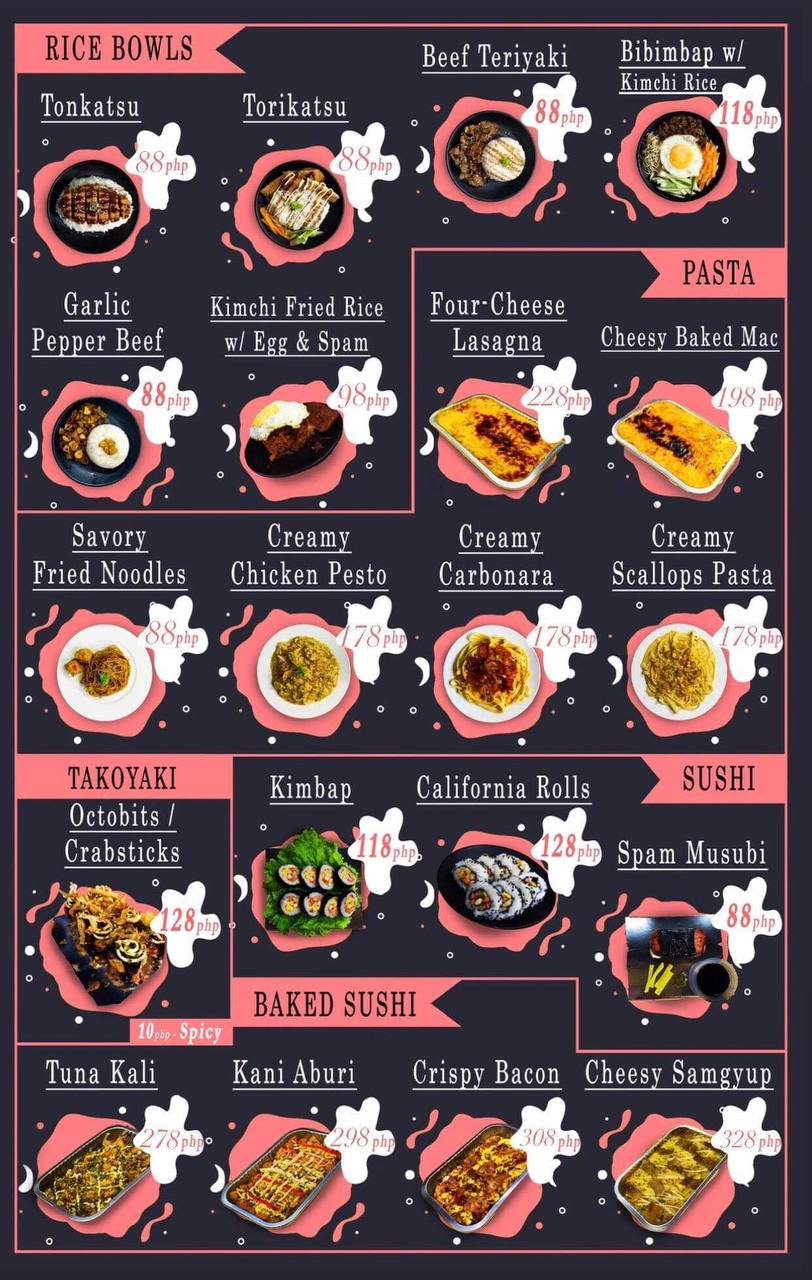 RICE BOWLS
Tonkatsu
88php
Torikatsu
88php
Beef Teriyaki
88php
Bibimbap w/
Kimchi Rice
118php
Garlic
Pepper Beef
88php
Kimchi Fried Rice
w/ Egg & Spam
98php
PASTA
Four-Cheese
Lasagna
228php
Cheesy Baked Mac
198php
Savory
Fried Noodles
88php
Creamy
Chicken Pesto
178php
Creamy
Carbonara
178php
Creamy
Scallops Pasta
178php
TAKOYAKI
Octobits /
Crabsticks
128php
10php - Spicy
SUSHI
Kimbap
118php
California Rolls
128php
Spam Musubi
88php
BAKED SUSHI
Tuna Kali
278php
Kani Aburi
298php
Crispy Bacon
308php
Cheesy Samgyup
328php